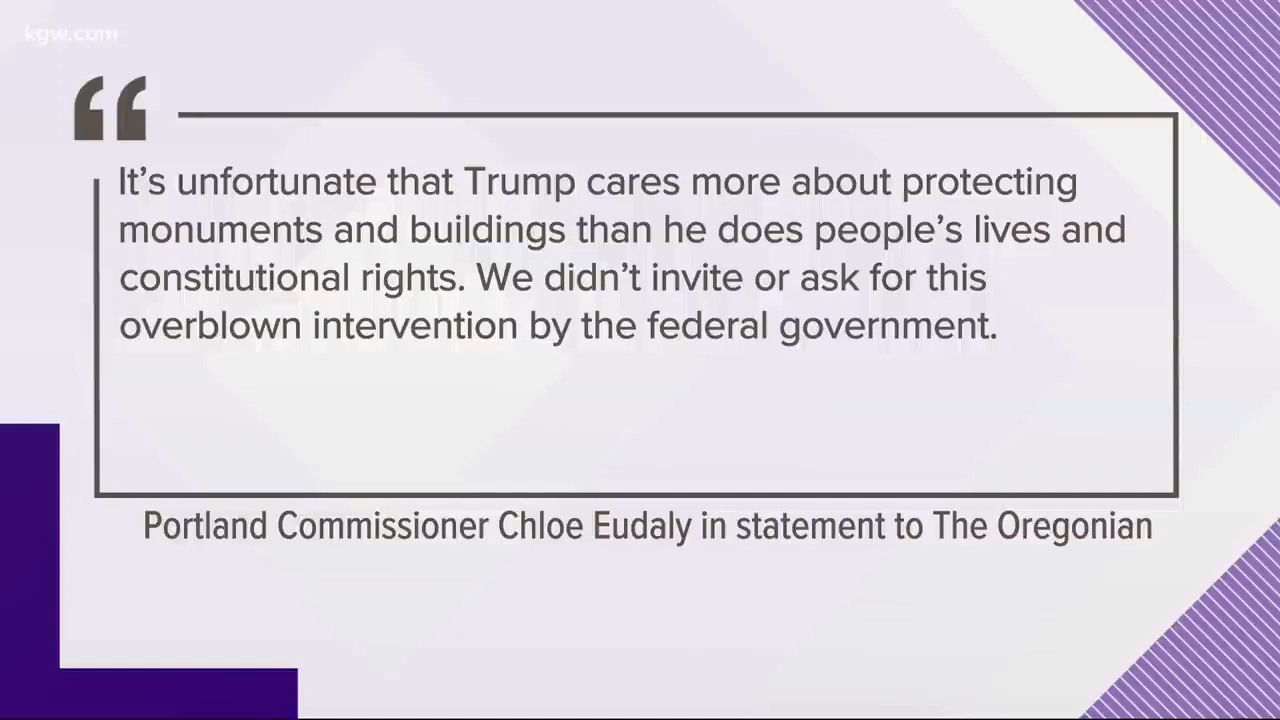 kgw.com
“
It’s unfortunate that Trump cares more about protecting
monuments and buildings than he does people’s lives and
constitutional rights. We didn’t invite or ask for this
overblown intervention by the federal government.
Portland Commissioner Chloe Eudaly in statement to The Oregonian